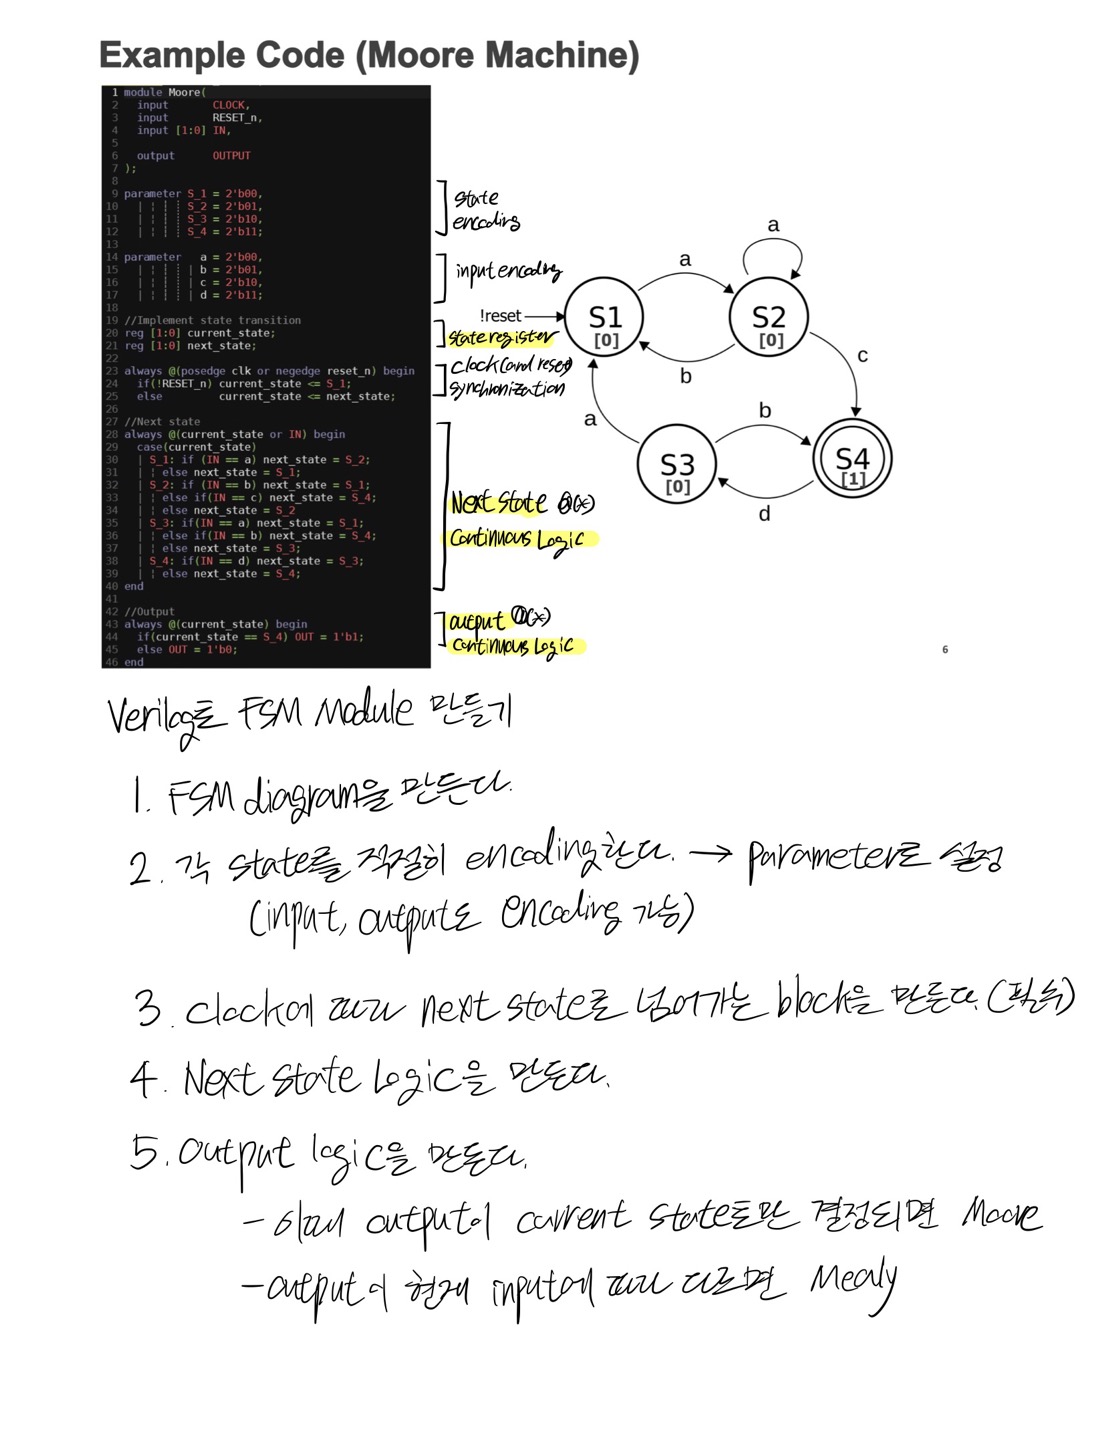 Example Code (Moore Machine)
1 module Moore(
2 input CLOCK,
3 input RESET_n,
4 input [1:0] IN,
5
6 output OUTPUT
7 );
8
9 parameter S_1 = 2'b00,
10 S_2 = 2'b01,
11 S_3 = 2'b10,
12 S_4 = 2'b11;
13
14 parameter a = 2'b00,
15 b = 2'b01,
16 c = 2'b10,
17 d = 2'b11;
18
19 //Implement state transition
20 reg [1:0] current_state;
21 reg [1:0] next_state;
22
23 always @(posedge clk or negedge reset_n) begin
24 if(!RESET_n) current_state <= S_1;
25 else current_state <= next_state;
26
27 //Next state
28 always @(current_state or IN) begin
29 case(current_state)
30 S_1: if (IN == a) next_state = S_2;
31 else next_state = S_1;
32 S_2: if (IN == b) next_state = S_1;
33 else if(IN == c) next_state = S_4;
34 else next_state = S_2
35 S_3: if(IN == a) next_state = S_1;
36 else if(IN == b) next_state = S_4;
37 else next_state = S_3;
38 S_4: if(IN == d) next_state = S_3;
39 else next_state = S_4;
40 end
41
42 //Output
43 always @(current_state) begin
44 if(current_state == S_4) OUT = 1'b1;
45 else OUT = 1'b0;
46 end
state
encoding
input encoding
state register
clock(and reset)
synchronization
Next state (x)
Continuous Logic
output (x)
Continuous Logic
!reset
S1
[0]
a
b
S2
[0]
a
c
a
S3
[0]
b
d
S4
[1]
6
Verilog로 FSM Module 만들기
1. FSM diagram을 만든다.
2. 각 state를 적절히 encoding한다. → parameter로 설정
(input, output도 encoding 가능)
3. clock에 따라 next state로 넘어가는 block을 만든다. (필수)
4. Next state Logic을 만든다.
5. Output logic을 만든다.
- 이때 output이 current state로만 결정되면 Moore
- output이 현재 input에 따라 다르면 Mealy